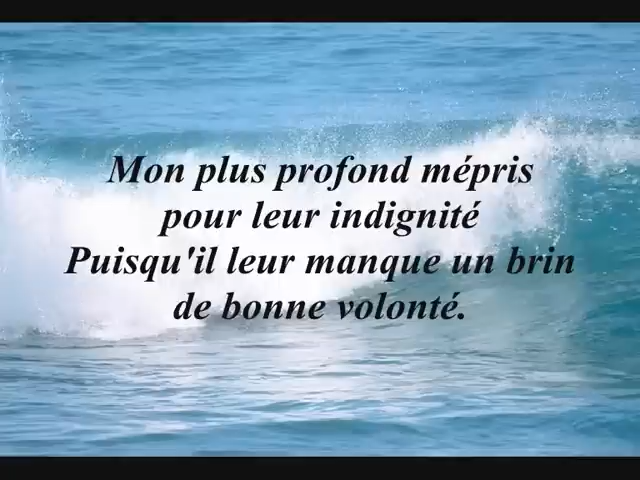 Mon plus profond mépris
pour leur indignité
Puisqu'il leur manque un brin
de bonne volonté.